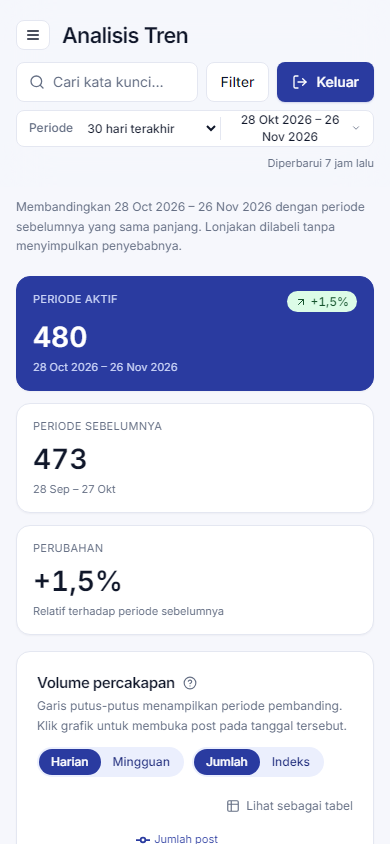 Analisis Tren
Cari kata kunci...
Filter
Keluar
Periode
30 hari terakhir
28 Okt 2026 – 26
Nov 2026
Diperbarui 7 jam lalu
Membandingkan 28 Oct 2026 – 26 Nov 2026 dengan periode
sebelumnya yang sama panjang. Lonjakan dilabeli tanpa
menyimpulkan penyebabnya.
PERIODE AKTIF
+1,5%
480
28 Oct 2026 – 26 Nov 2026
PERIODE SEBELUMNYA
473
28 Sep – 27 Okt
PERUBAHAN
+1,5%
Relatif terhadap periode sebelumnya
Volume percakapan
Garis putus-putus menampilkan periode pembanding.
Klik grafik untuk membuka post pada tanggal tersebut.
Harian
Mingguan
Jumlah
Indeks
Lihat sebagai tabel
Jumlah post